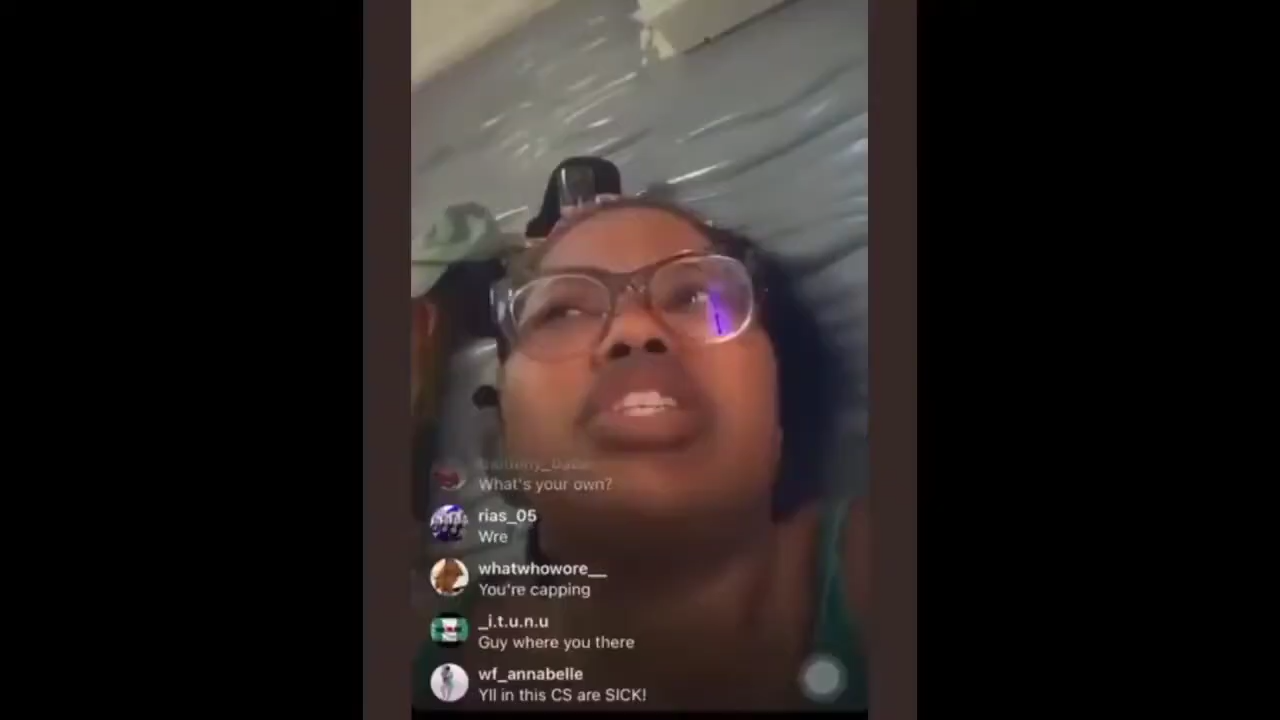 What's your own?
rias_05
Wre
whatwhowore__
You're capping
_i.t.u.n.u
Guy where you there
wf_annabelle
Yll in this CS are SICK!